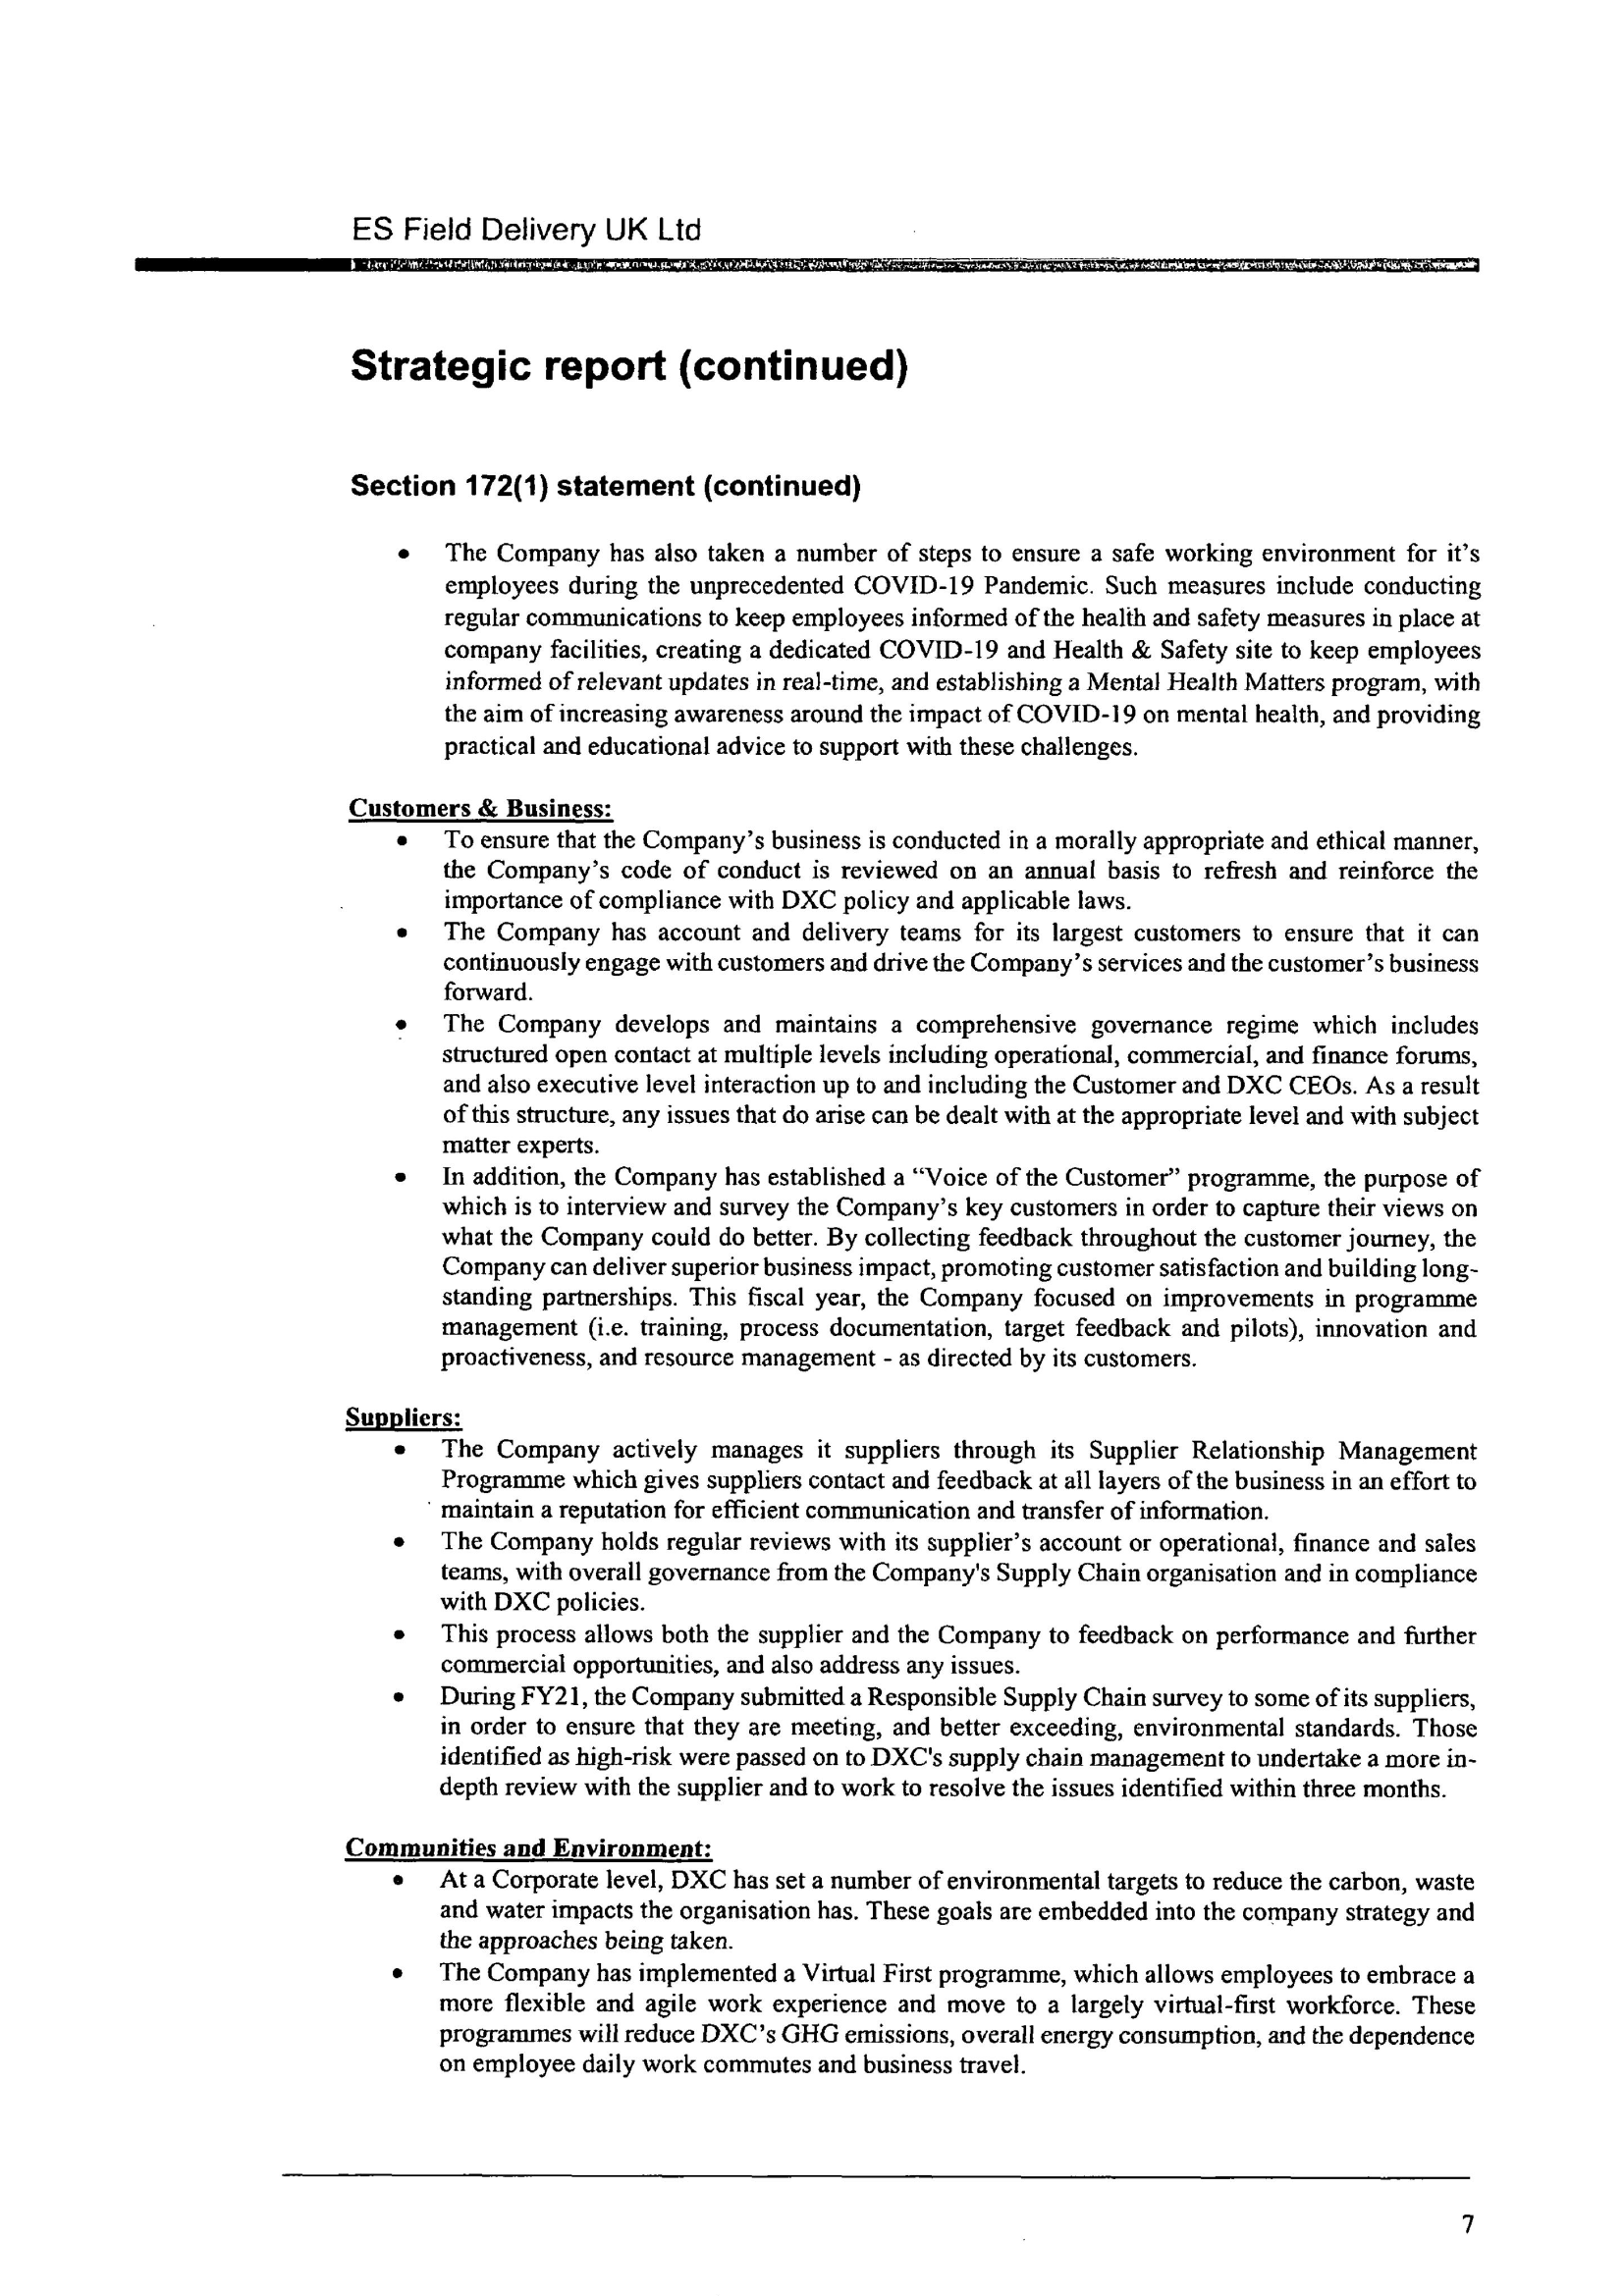 ES Field Delivery UK Ltd
Strategic report (continued)
Section 172(1) statement (continued)
• The Company has also taken a number of steps to ensure a safe working environment for it's
employees during the unprecedented COVID-19 Pandemic. Such measures include conducting
regular communications to keep employees informed of the health and safety measures in place at
company facilities, creating a dedicated COVID-19 and Health & Safety site to keep employees
informed of relevant updates in real-time, and establishing a Mental Health Matters program, with
the aim of increasing awareness around the impact of COVID-19 on mental health, and providing
practical and educational advice to support with these challenges.
Customers & Business:
• To ensure that the Company's business is conducted in a morally appropriate and ethical manner,
the Company's code of conduct is reviewed on an annual basis to refresh and reinforce the
importance of compliance with DXC policy and applicable laws.
• The Company has account and delivery teams for its largest customers to ensure that it can
continuously engage with customers and drive the Company's services and the customer's business
forward.
• The Company develops and maintains a comprehensive governance regime which includes
structured open contact at multiple levels including operational, commercial, and finance forums,
and also executive level interaction up to and including the Customer and DXC CEOs. As a result
of this structure, any issues that do arise can be dealt with at the appropriate level and with subject
matter experts.
• In addition, the Company has established a “Voice of the Customer” programme, the purpose of
which is to interview and survey the Company's key customers in order to capture their views on
what the Company could do better. By collecting feedback throughout the customer journey, the
Company can deliver superior business impact, promoting customer satisfaction and building long-
standing partnerships. This fiscal year, the Company focused on improvements in programme
management (i.e. training, process documentation, target feedback and pilots), innovation and
proactiveness, and resource management - as directed by its customers.
Suppliers:
• The Company actively manages it suppliers through its Supplier Relationship Management
Programme which gives suppliers contact and feedback at all layers of the business in an effort to
maintain a reputation for efficient communication and transfer of information.
• The Company holds regular reviews with its supplier's account or operational, finance and sales
teams, with overall governance from the Company's Supply Chain organisation and in compliance
with DXC policies.
• This process allows both the supplier and the Company to feedback on performance and further
commercial opportunities, and also address any issues.
• During FY21, the Company submitted a Responsible Supply Chain survey to some of its suppliers,
in order to ensure that they are meeting, and better exceeding, environmental standards. Those
identified as high-risk were passed on to DXC's supply chain management to undertake a more in-
depth review with the supplier and to work to resolve the issues identified within three months.
Communities and Environment:
• At a Corporate level, DXC has set a number of environmental targets to reduce the carbon, waste
and water impacts the organisation has. These goals are embedded into the company strategy and
the approaches being taken.
• The Company has implemented a Virtual First programme, which allows employees to embrace a
more flexible and agile work experience and move to a largely virtual-first workforce. These
programmes will reduce DXC's GHG emissions, overall energy consumption, and the dependence
on employee daily work commutes and business travel.
7